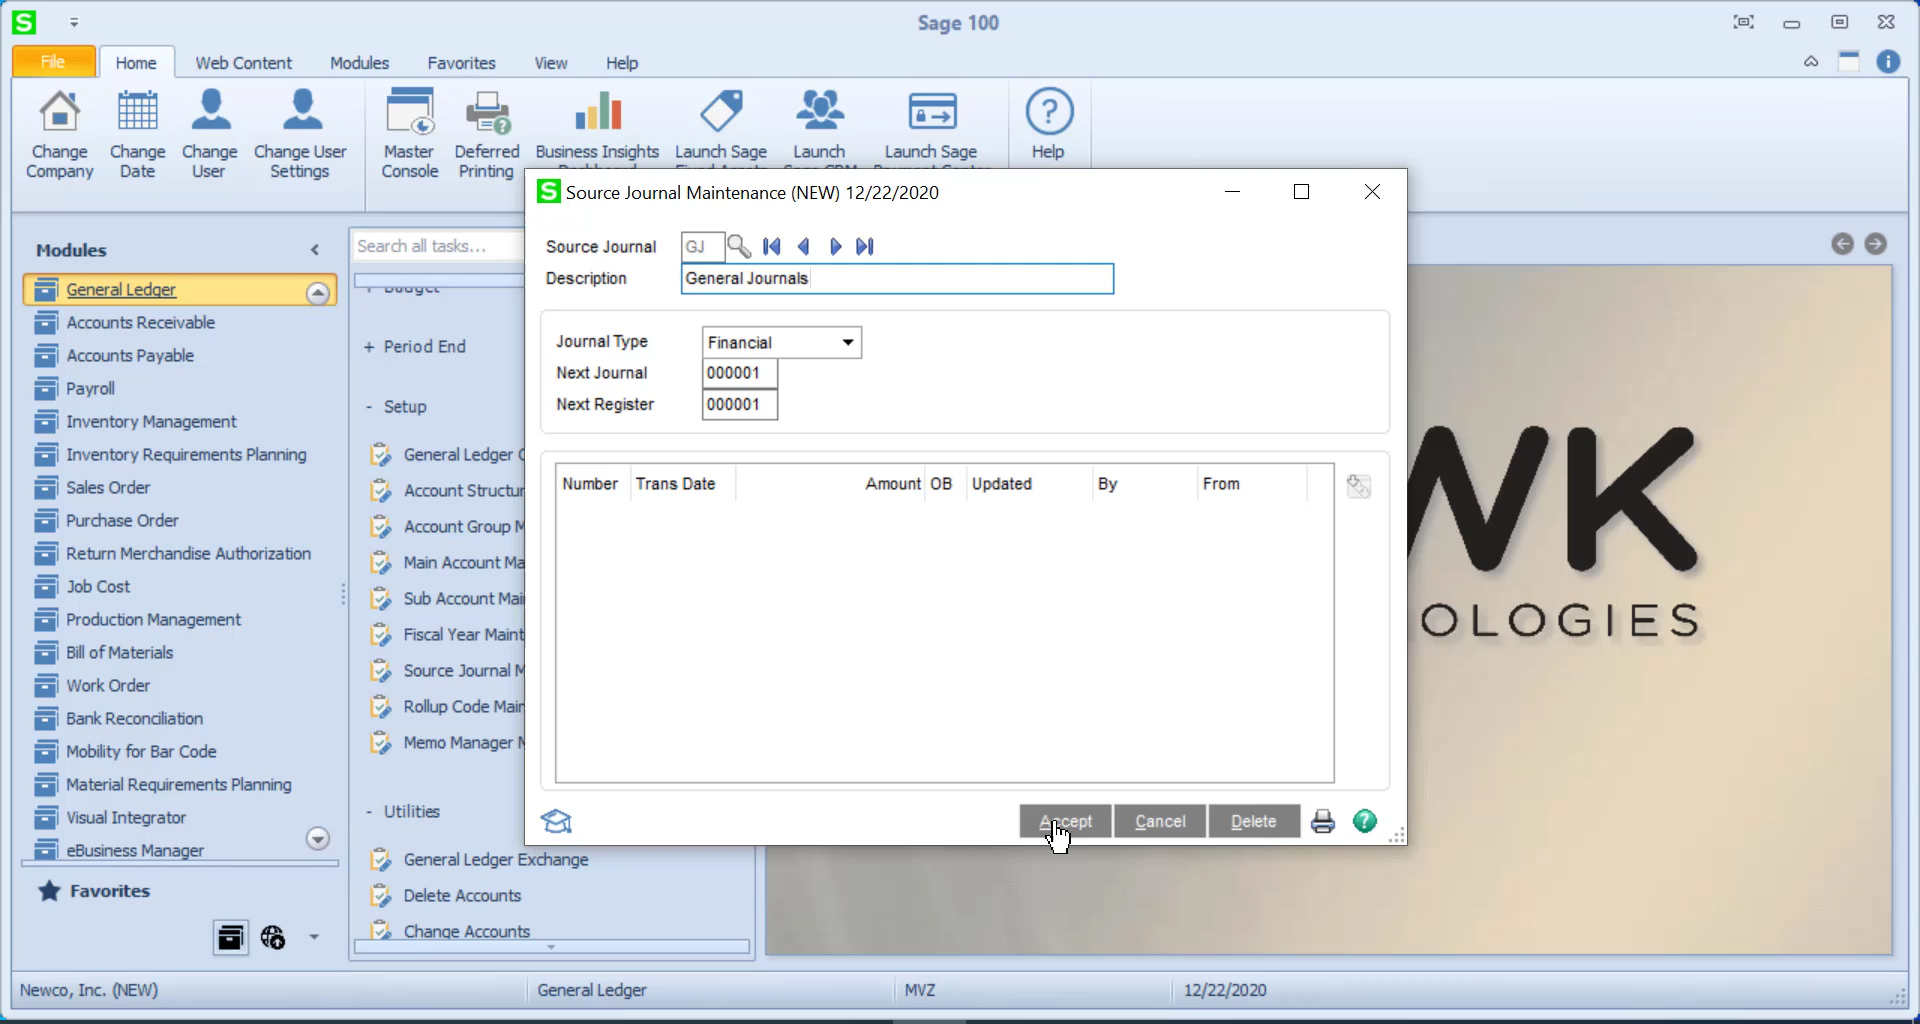 S
Sage 100
File
Home
Web Content
Modules
Favorites
View
Help
Change Company
Change Date
Change User
Change User Settings
Master Console
Deferred Printing
Business Insights
Launch Sage
Launch
Launch Sage
Help
S Source Journal Maintenance (NEW) 12/22/2020
Source Journal GJ
Description General Journals
Journal Type Financial
Next Journal 000001
Next Register 000001
Number Trans Date Amount OB Updated By From
Accept Cancel Delete
Modules
General Ledger
Accounts Receivable
Accounts Payable
Payroll
Inventory Management
Inventory Requirements Planning
Sales Order
Purchase Order
Return Merchandise Authorization
Job Cost
Production Management
Bill of Materials
Work Order
Bank Reconciliation
Mobility for Bar Code
Material Requirements Planning
Visual Integrator
eBusiness Manager
Favorites
Search all tasks...
+ Period End
- Setup
General Ledger
Account Structur
Account Group M
Main Account Ma
Sub Account Mai
Fiscal Year Maint
Source Journal M
Rollup Code Main
Memo Manager
- Utilities
General Ledger Exchange
Delete Accounts
Change Accounts
WK
OLOGIES
Newco, Inc. (NEW)
General Ledger
MVZ
12/22/2020